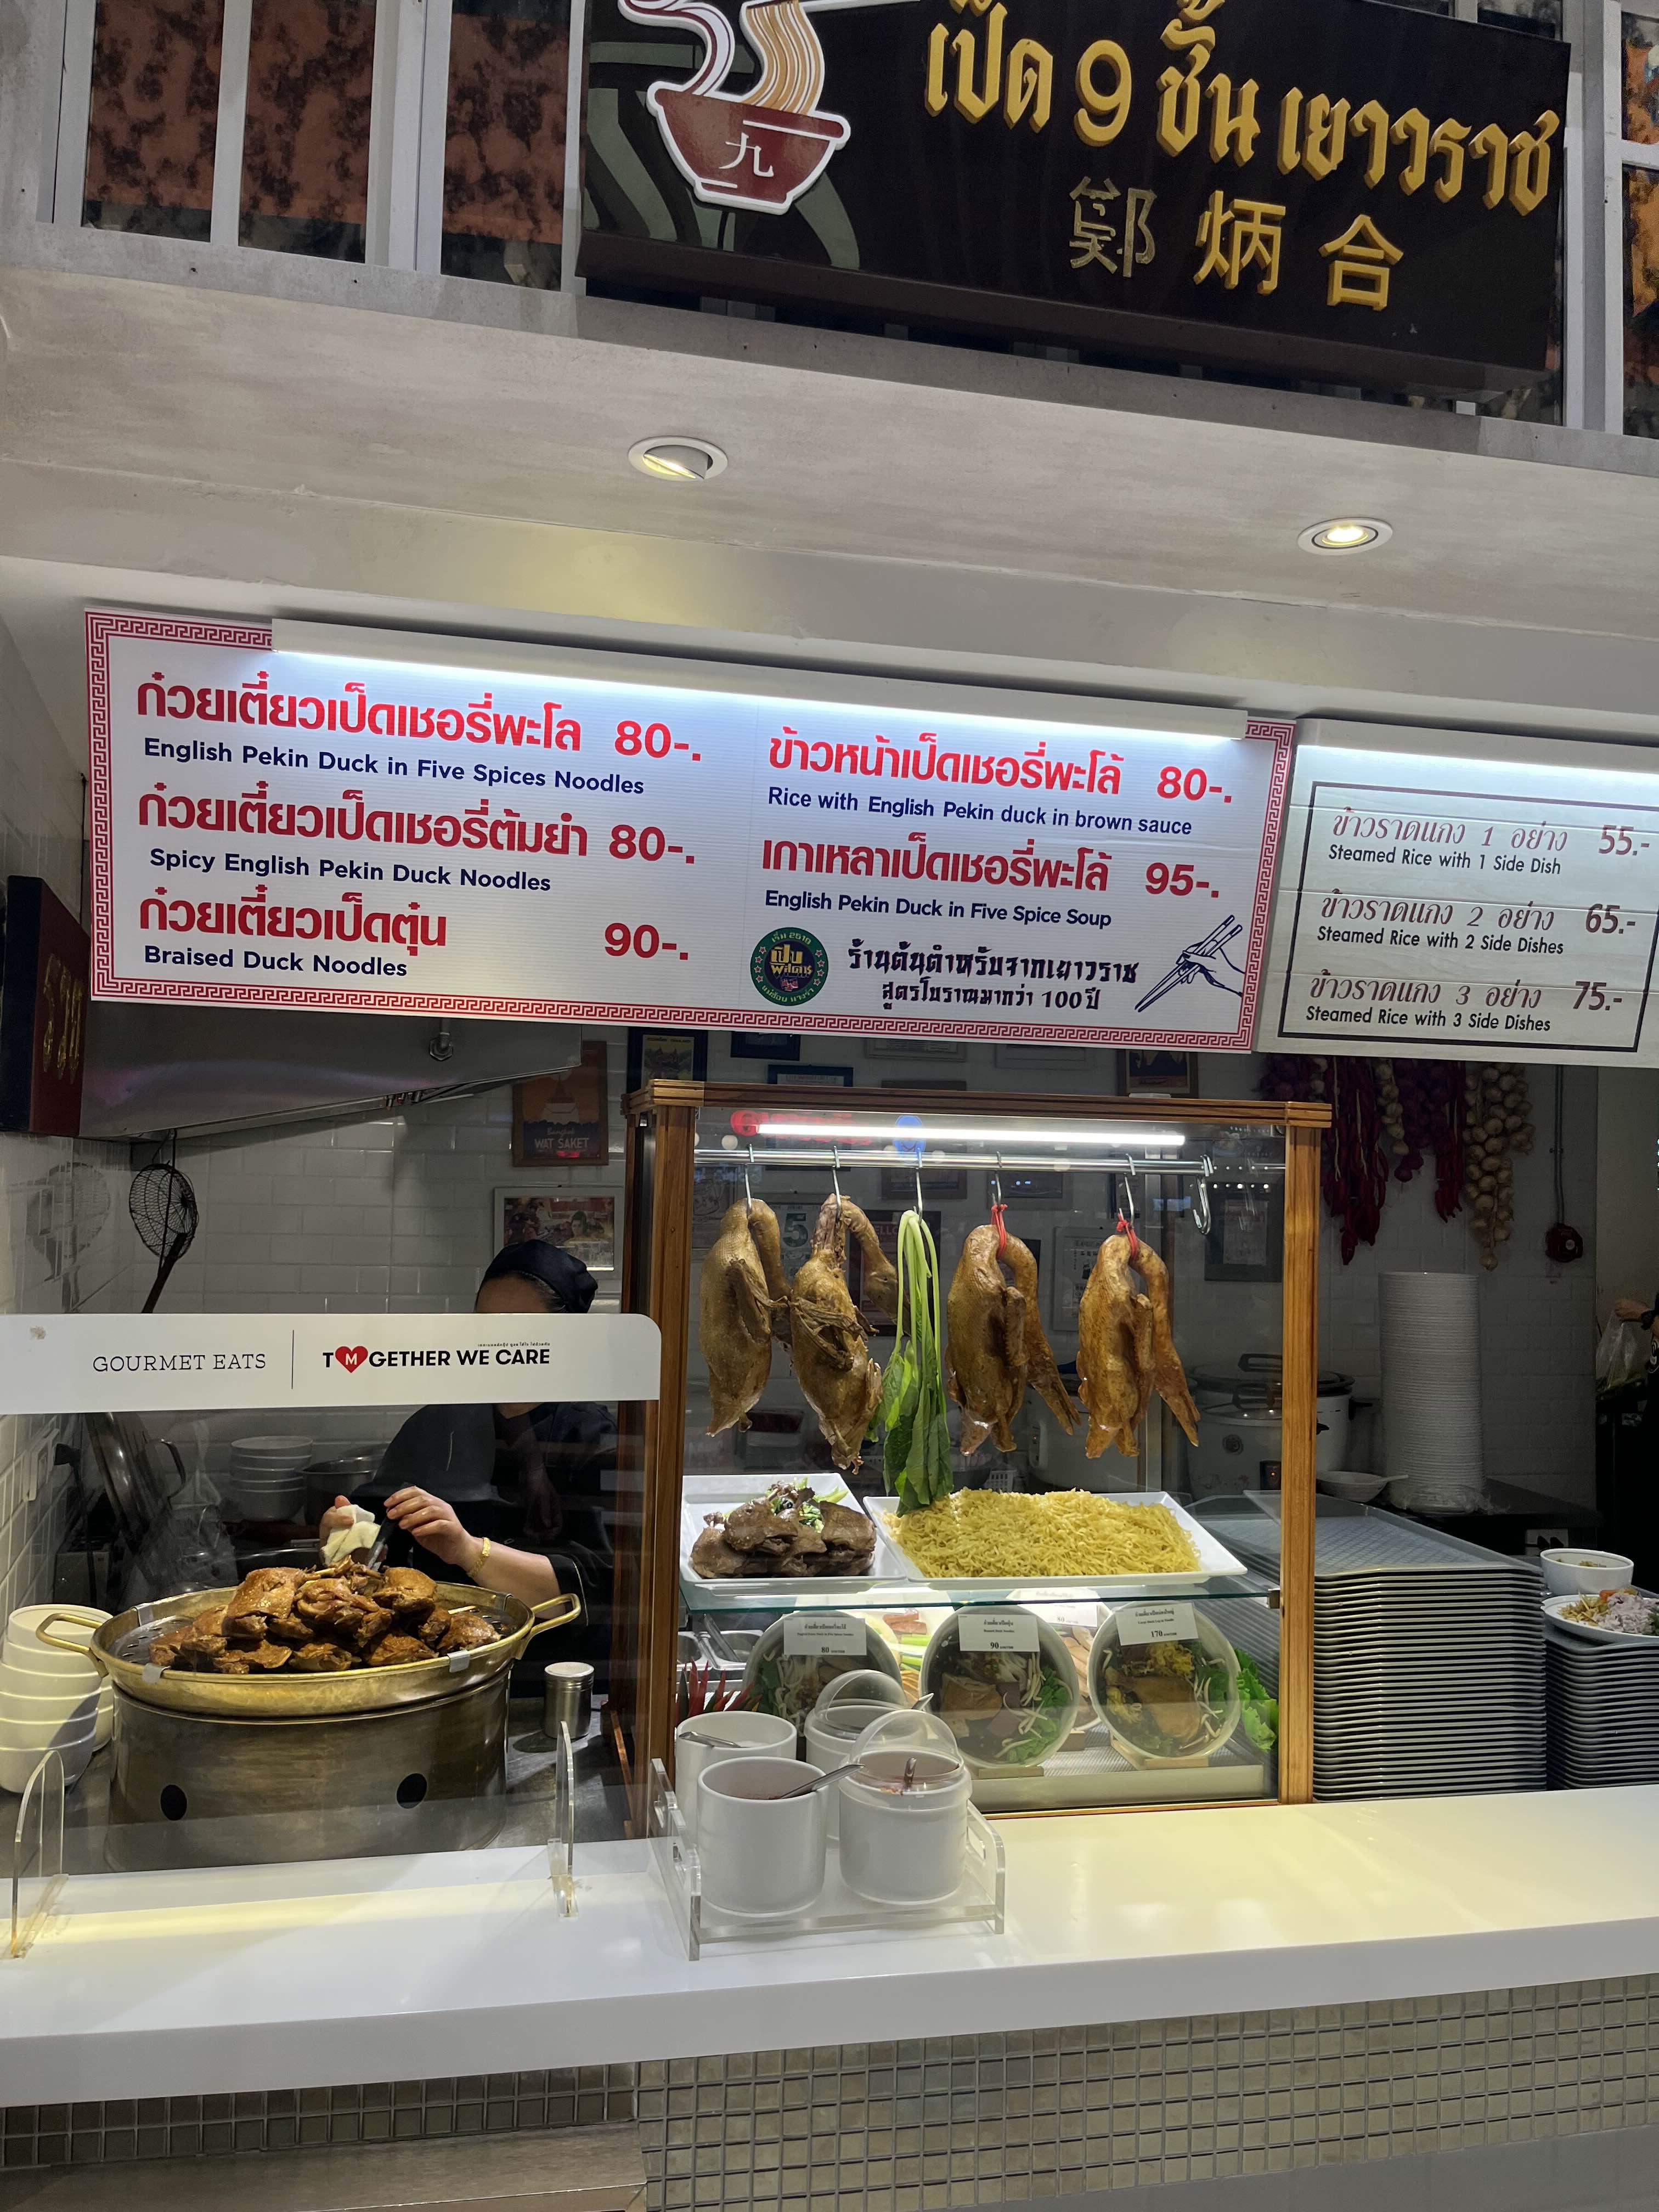 เป็ด 9 ชั้น เยาวราช
九
鄭炳合
ก๋วยเตี๋ยวเป็ดเชอรี่พะโล 80-.
English Pekin Duck in Five Spices Noodles
ก๋วยเตี๋ยวเป็ดเชอรี่ต้มยำ 80-.
Spicy English Pekin Duck Noodles
ก๋วยเตี๋ยวเป็ดตุ๋น 90-.
Braised Duck Noodles
ข้าวหน้าเป็ดเชอรี่พะโล้ 80-.
Rice with English Pekin duck in brown sauce
เกาเหลาเป็ดเชอรี่พะโล้ 95-.
English Pekin Duck in Five Spice Soup
ร้านต้นตำหรับจากเยาวราช
สูตรโบราณมากว่า 100 ปี
ข้าวราดแกง 1 อย่าง 55.-
Steamed Rice with 1 Side Dish
ข้าวราดแกง 2 อย่าง 65.-
Steamed Rice with 2 Side Dishes
ข้าวราดแกง 3 อย่าง 75.-
Steamed Rice with 3 Side Dishes
WAT SAKET
GOURMET EATS
TMGETHER WE CARE
80
90
170